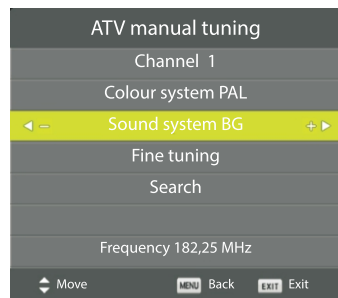 ATV manual tuning
Channel 1
Colour system PAL
Sound system BG
Fine tuning
Search
Frequency 182,25 MHz
Move MENU Back EXIT Exit